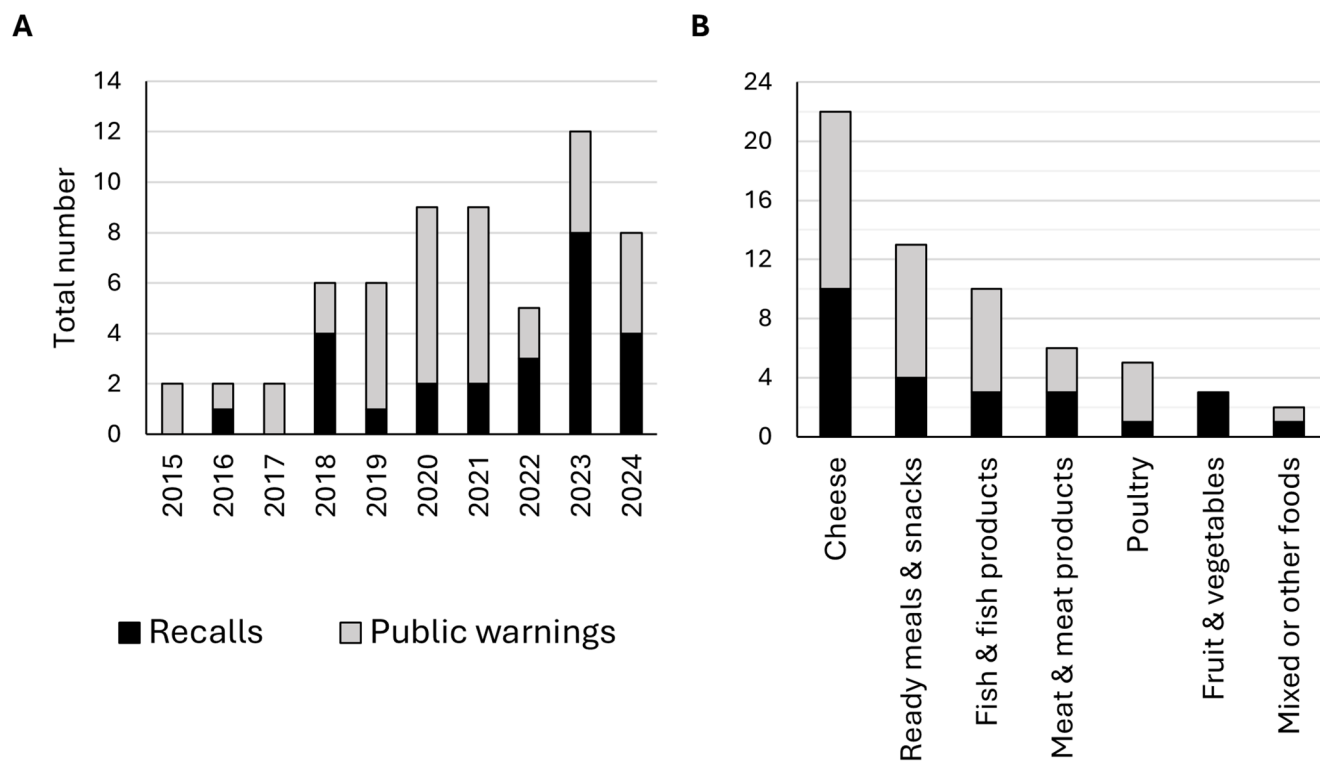 A
Total number
14
12
10
8
6
4
2
0
2015
2016
2017
2018
2019
2020
2021
2022
2023
2024
Recalls
Public warnings
B
24
20
16
12
8
4
0
Cheese
Ready meals & snacks
Fish & fish products
Meat & meat products
Poultry
Fruit & vegetables
Mixed or other foods